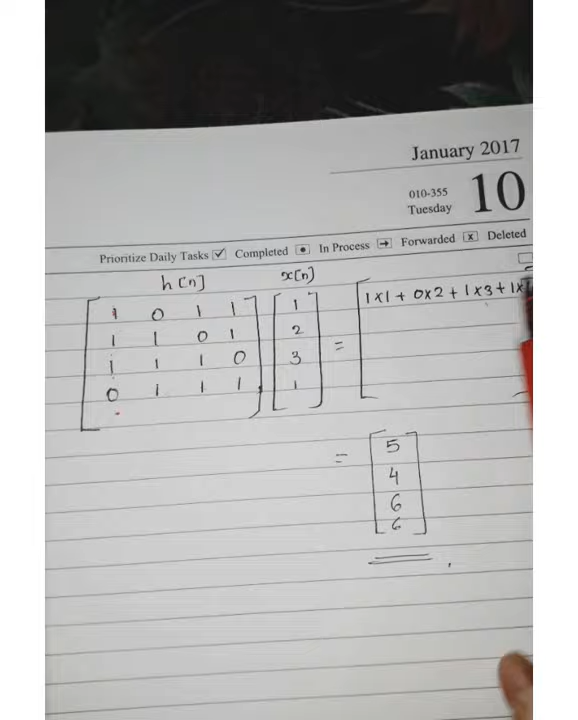 January 2017
010-355
Tuesday 10
Prioritize Daily Tasks ☑ Completed ⊡ In Process → Forwarded x Deleted
h[n] x[n]
1 0 1 1 1 1x1 + 0x2 + 1x3 + 1x
1 1 0 1 2
1 1 1 0 3 =
0 1 1 1 1
= 5
4
6
6